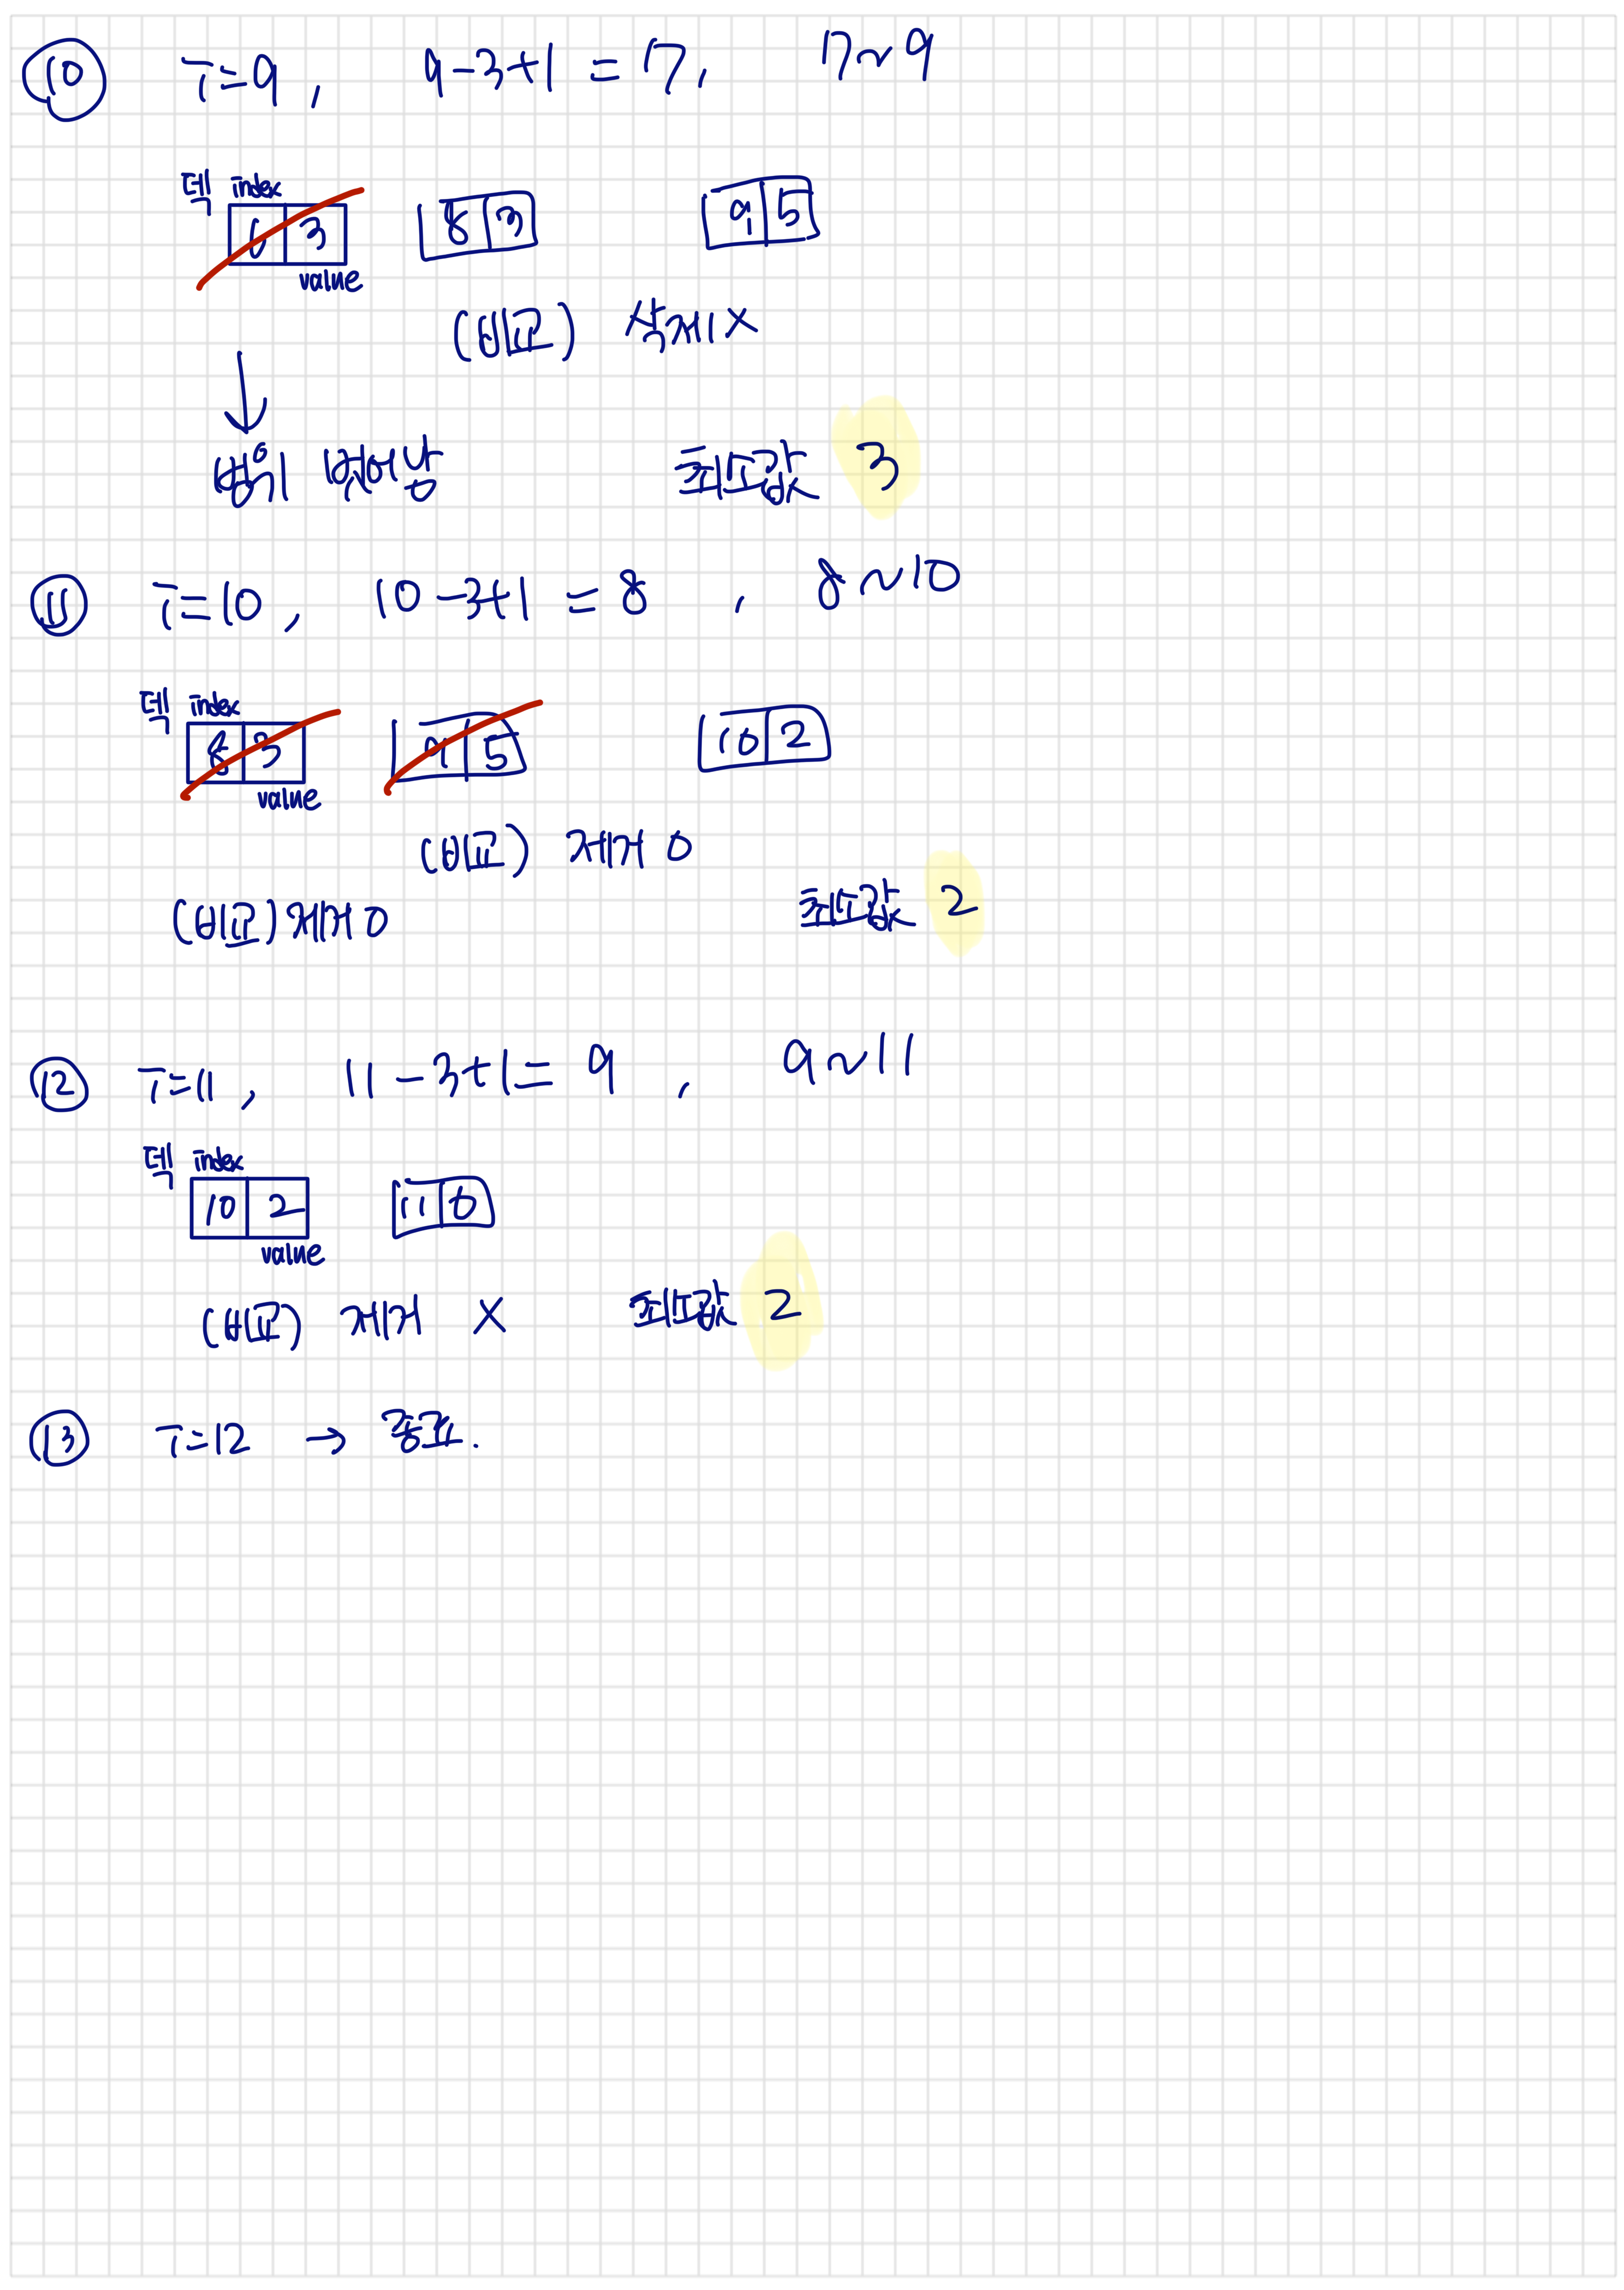 ⑩ i=9, 9-3+1 = 7, 7~9
덱 index
6 3 8 3 9 5
value
(비교) 삭제 X
↓
범위 벗어남 최소값 3
⑪ i=10, 10-3+1 = 8, 8~10
덱 index
8 3 9 5 10 2
value
(비교) 제거 O
(비교) 제거 O 최소값 2
⑫ i=11, 11-3+1= 9, 9~11
덱 index
10 2 11 6
value
(비교) 제거 X 최소값 2
⑬ i=12 → 종료.